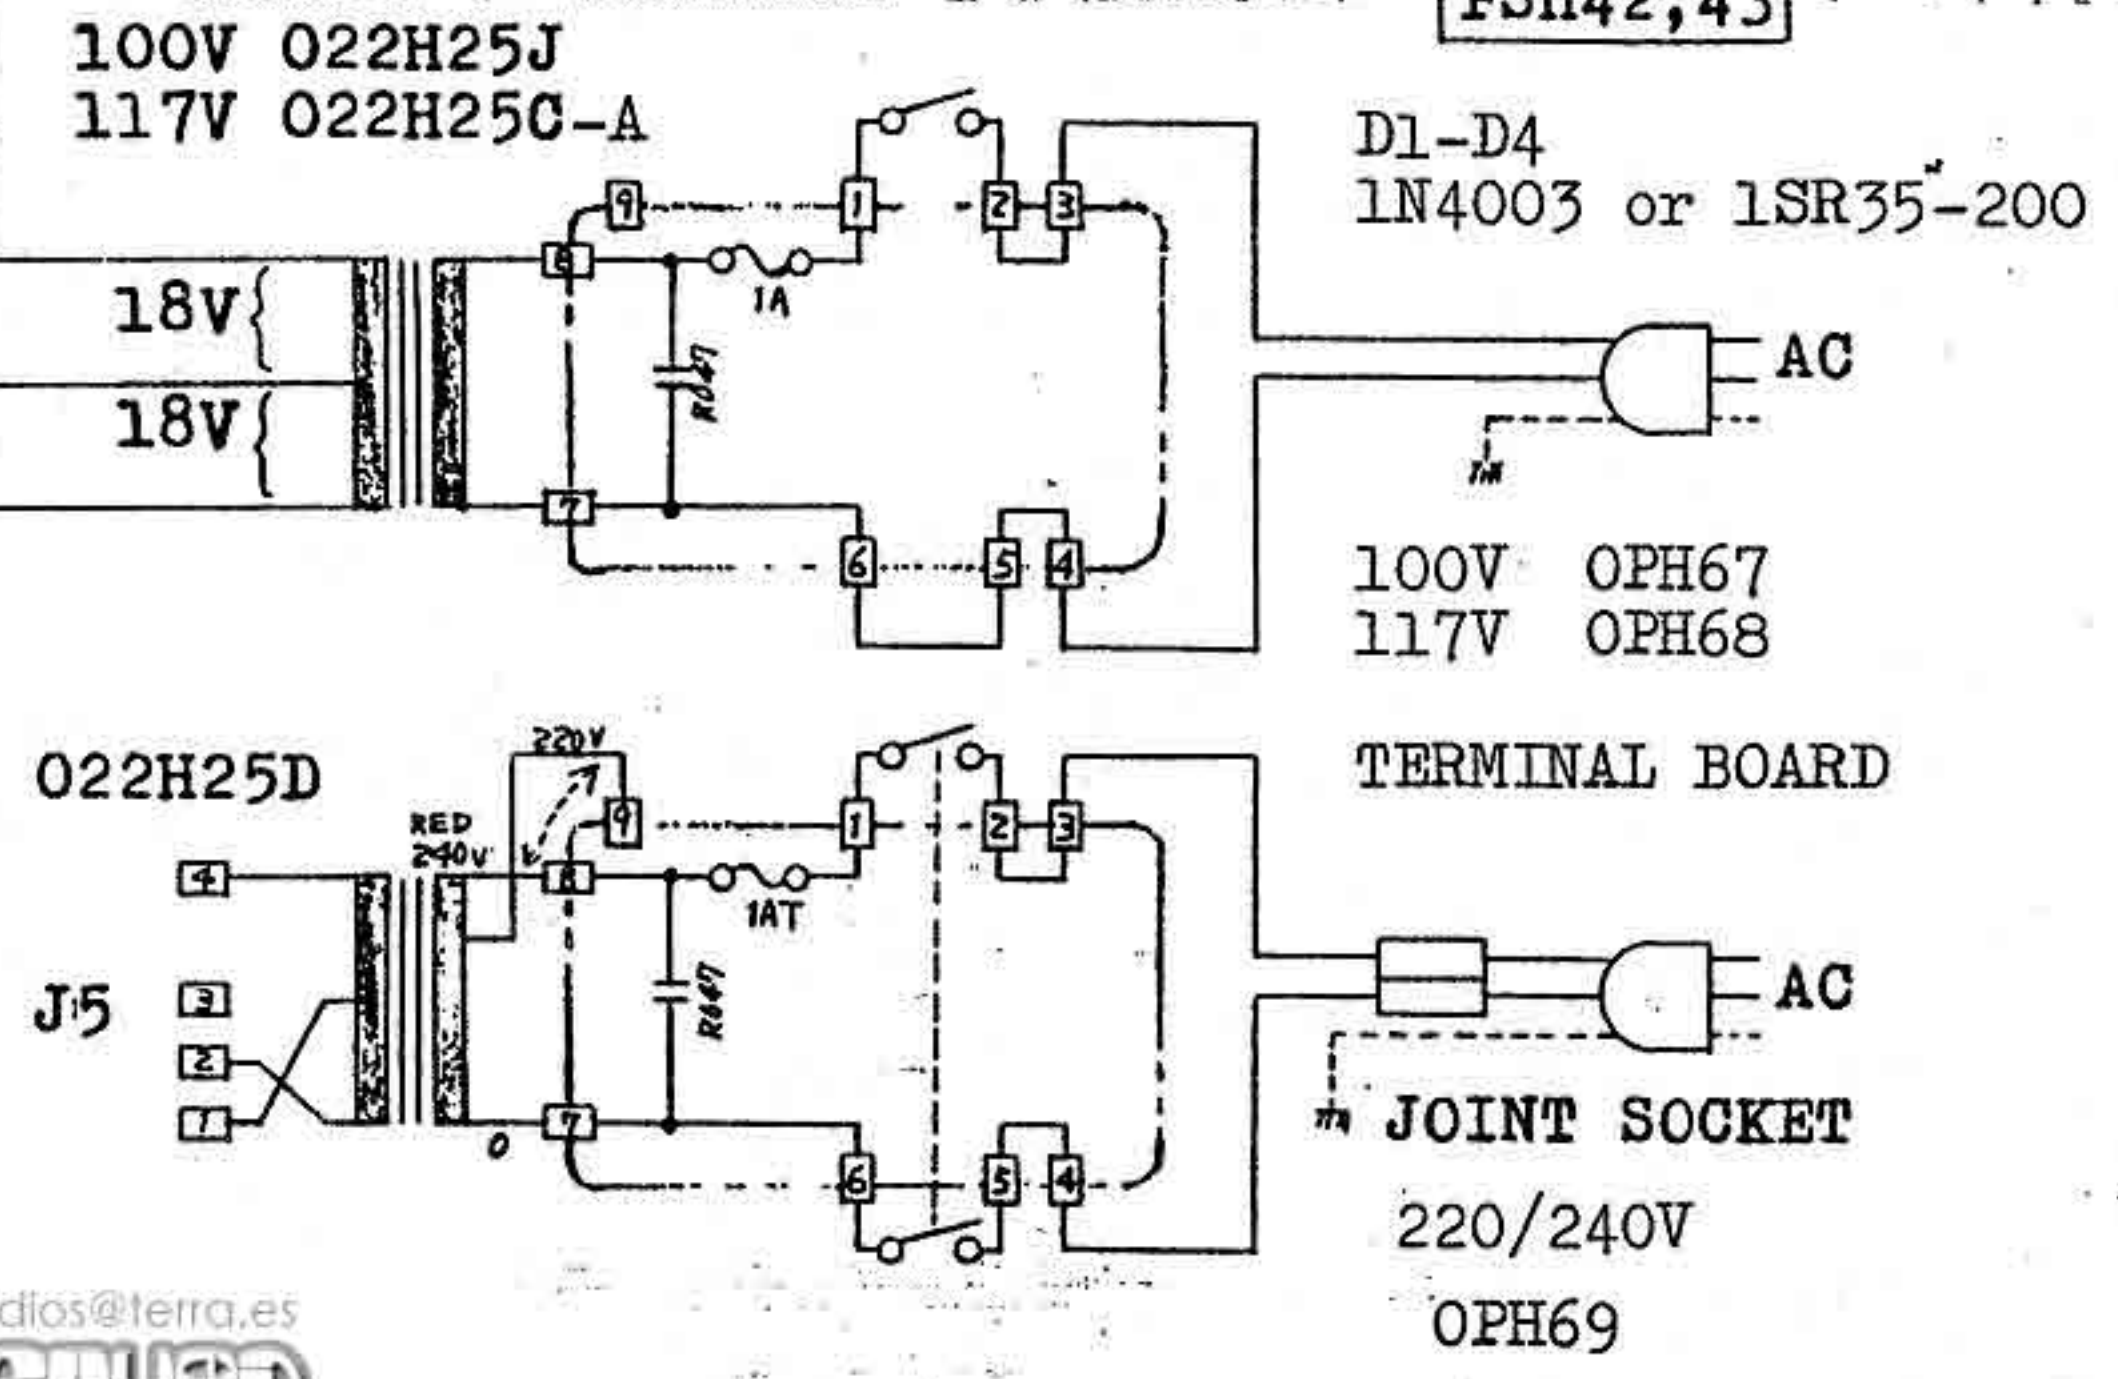 100V 022H25J
117V 022H25C-A
D1-D4
1N4003 or 1SR35-200
9
1
2
3
8
1A
18V
18V
R047
AC
7
6
5
4
100V OPH67
117V OPH68
022H25D
220V
TERMINAL BOARD
RED
240V
9
1
2
3
4
8
1AT
J5
3
R047
AC
2
1
0
7
6
5
4
JOINT SOCKET
220/240V
OPH69
dios@terra.es